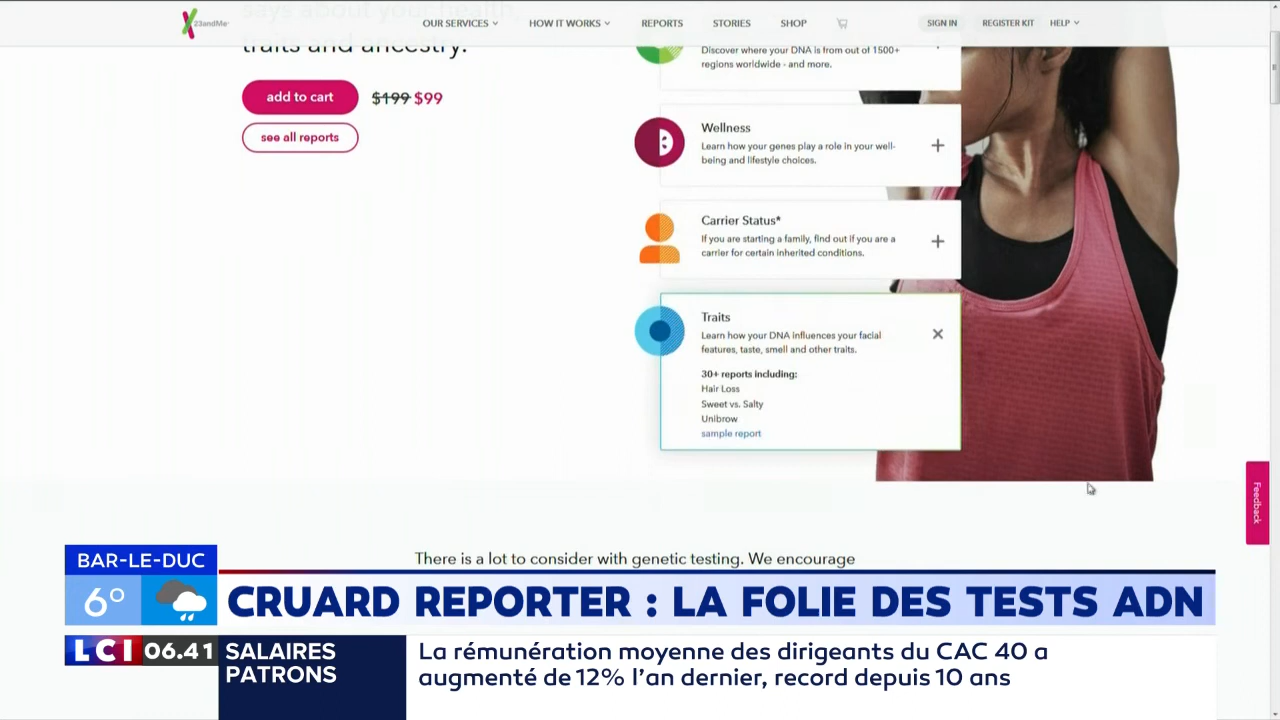 says about your health,
23andMe
OUR SERVICES
HOW IT WORKS
REPORTS
STORIES
SHOP
SIGN IN
REGISTER KIT
HELP
traits and ancestry.
add to cart
$199 $99
see all reports
Discover where your DNA is from out of 1500+
regions worldwide - and more.
Wellness
Learn how your genes play a role in your well-
being and lifestyle choices.
Carrier Status*
If you are starting a family, find out if you are a
carrier for certain inherited conditions.
Traits
Learn how your DNA influences your facial
features, taste, smell and other traits.
30+ reports including:
Hair Loss
Sweet vs. Salty
Unibrow
sample report
Feedback
There is a lot to consider with genetic testing. We encourage
BAR-LE-DUC
6°
CRUARD REPORTER : LA FOLIE DES TESTS ADN
LCI 06.41
SALAIRES
PATRONS
La rémunération moyenne des dirigeants du CAC 40 a
augmenté de 12% l'an dernier, record depuis 10 ans